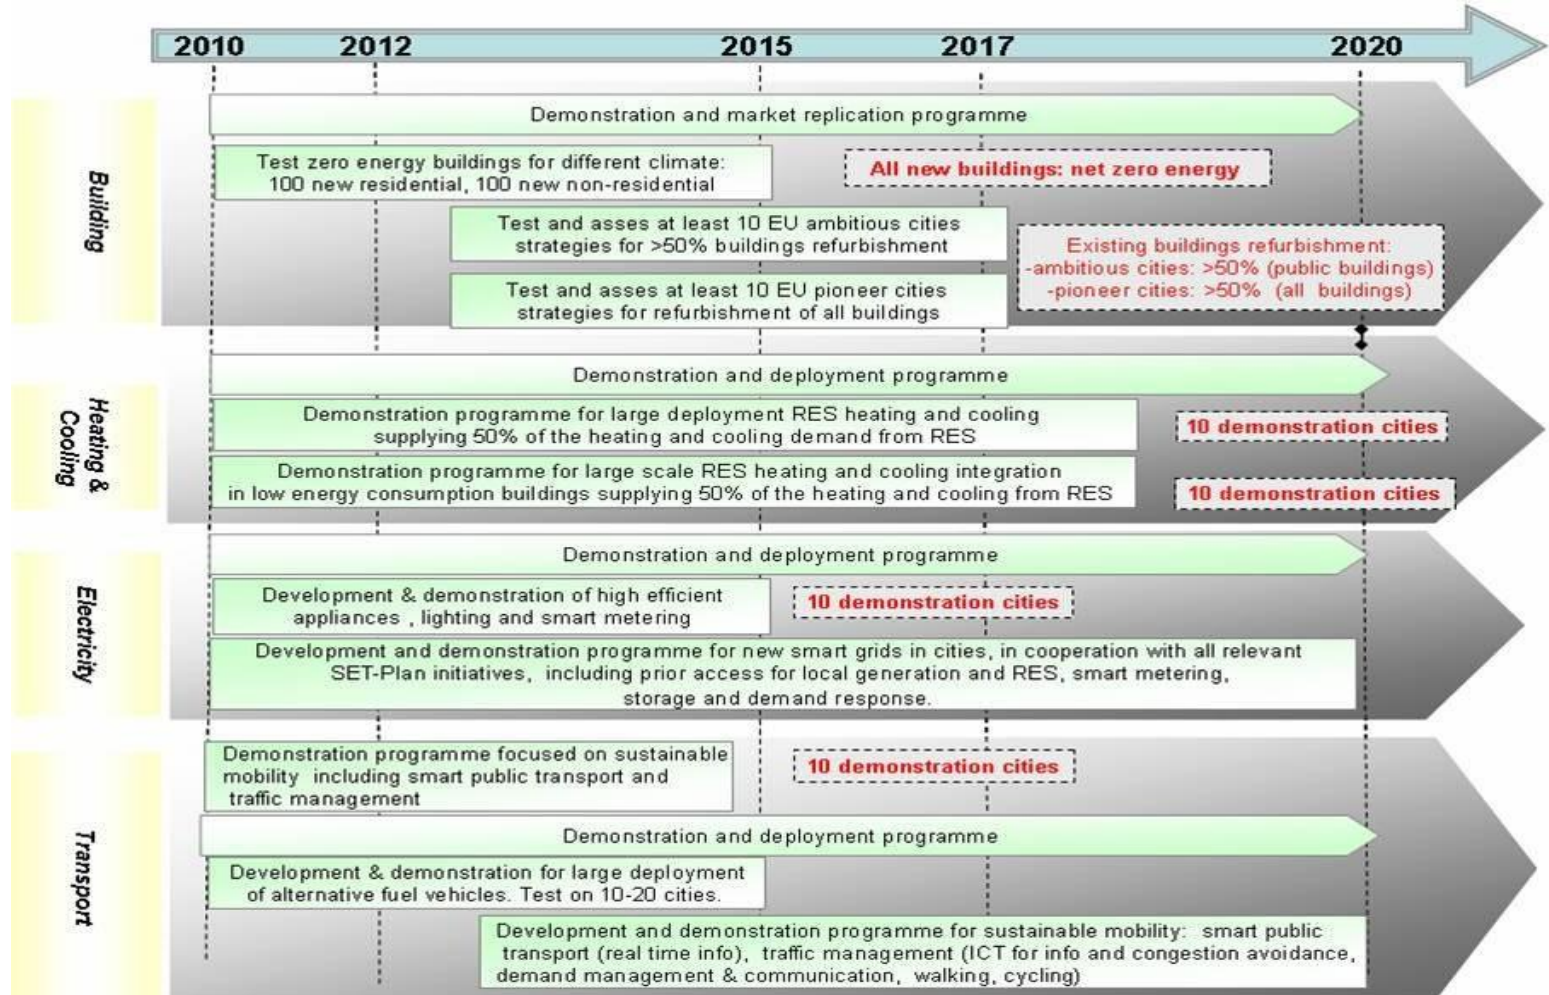 2010 2012 2015 2017 2020
Building
Demonstration and market replication programme
Test zero energy buildings for different climate:
100 new residential, 100 new non-residential
All new buildings: net zero energy
Test and asses at least 10 EU ambitious cities
strategies for >50% buildings refurbishment
Existing buildings refurbishment:
-ambitious cities: >50% (public buildings)
-pioneer cities: >50% (all buildings)
Test and asses at least 10 EU pioneer cities
strategies for refurbishment of all buildings
Heating &
Cooling
Demonstration and deployment programme
Demonstration programme for large deployment RES heating and cooling
supplying 50% of the heating and cooling demand from RES
10 demonstration cities
Demonstration programme for large scale RES heating and cooling integration
in low energy consumption buildings supplying 50% of the heating and cooling from RES
10 demonstration cities
Electricity
Demonstration and deployment programme
Development & demonstration of high efficient
appliances , lighting and smart metering
10 demonstration cities
Development and demonstration programme for new smart grids in cities, in cooperation with all relevant
SET-Plan initiatives, including prior access for local generation and RES, smart metering,
storage and demand response.
Transport
Demonstration programme focused on sustainable
mobility including smart public transport and
traffic management
10 demonstration cities
Demonstration and deployment programme
Development & demonstration for large deployment
of alternative fuel vehicles. Test on 10-20 cities.
Development and demonstration programme for sustainable mobility: smart public
transport (real time info), traffic management (ICT for info and congestion avoidance,
demand management & communication, walking, cycling)